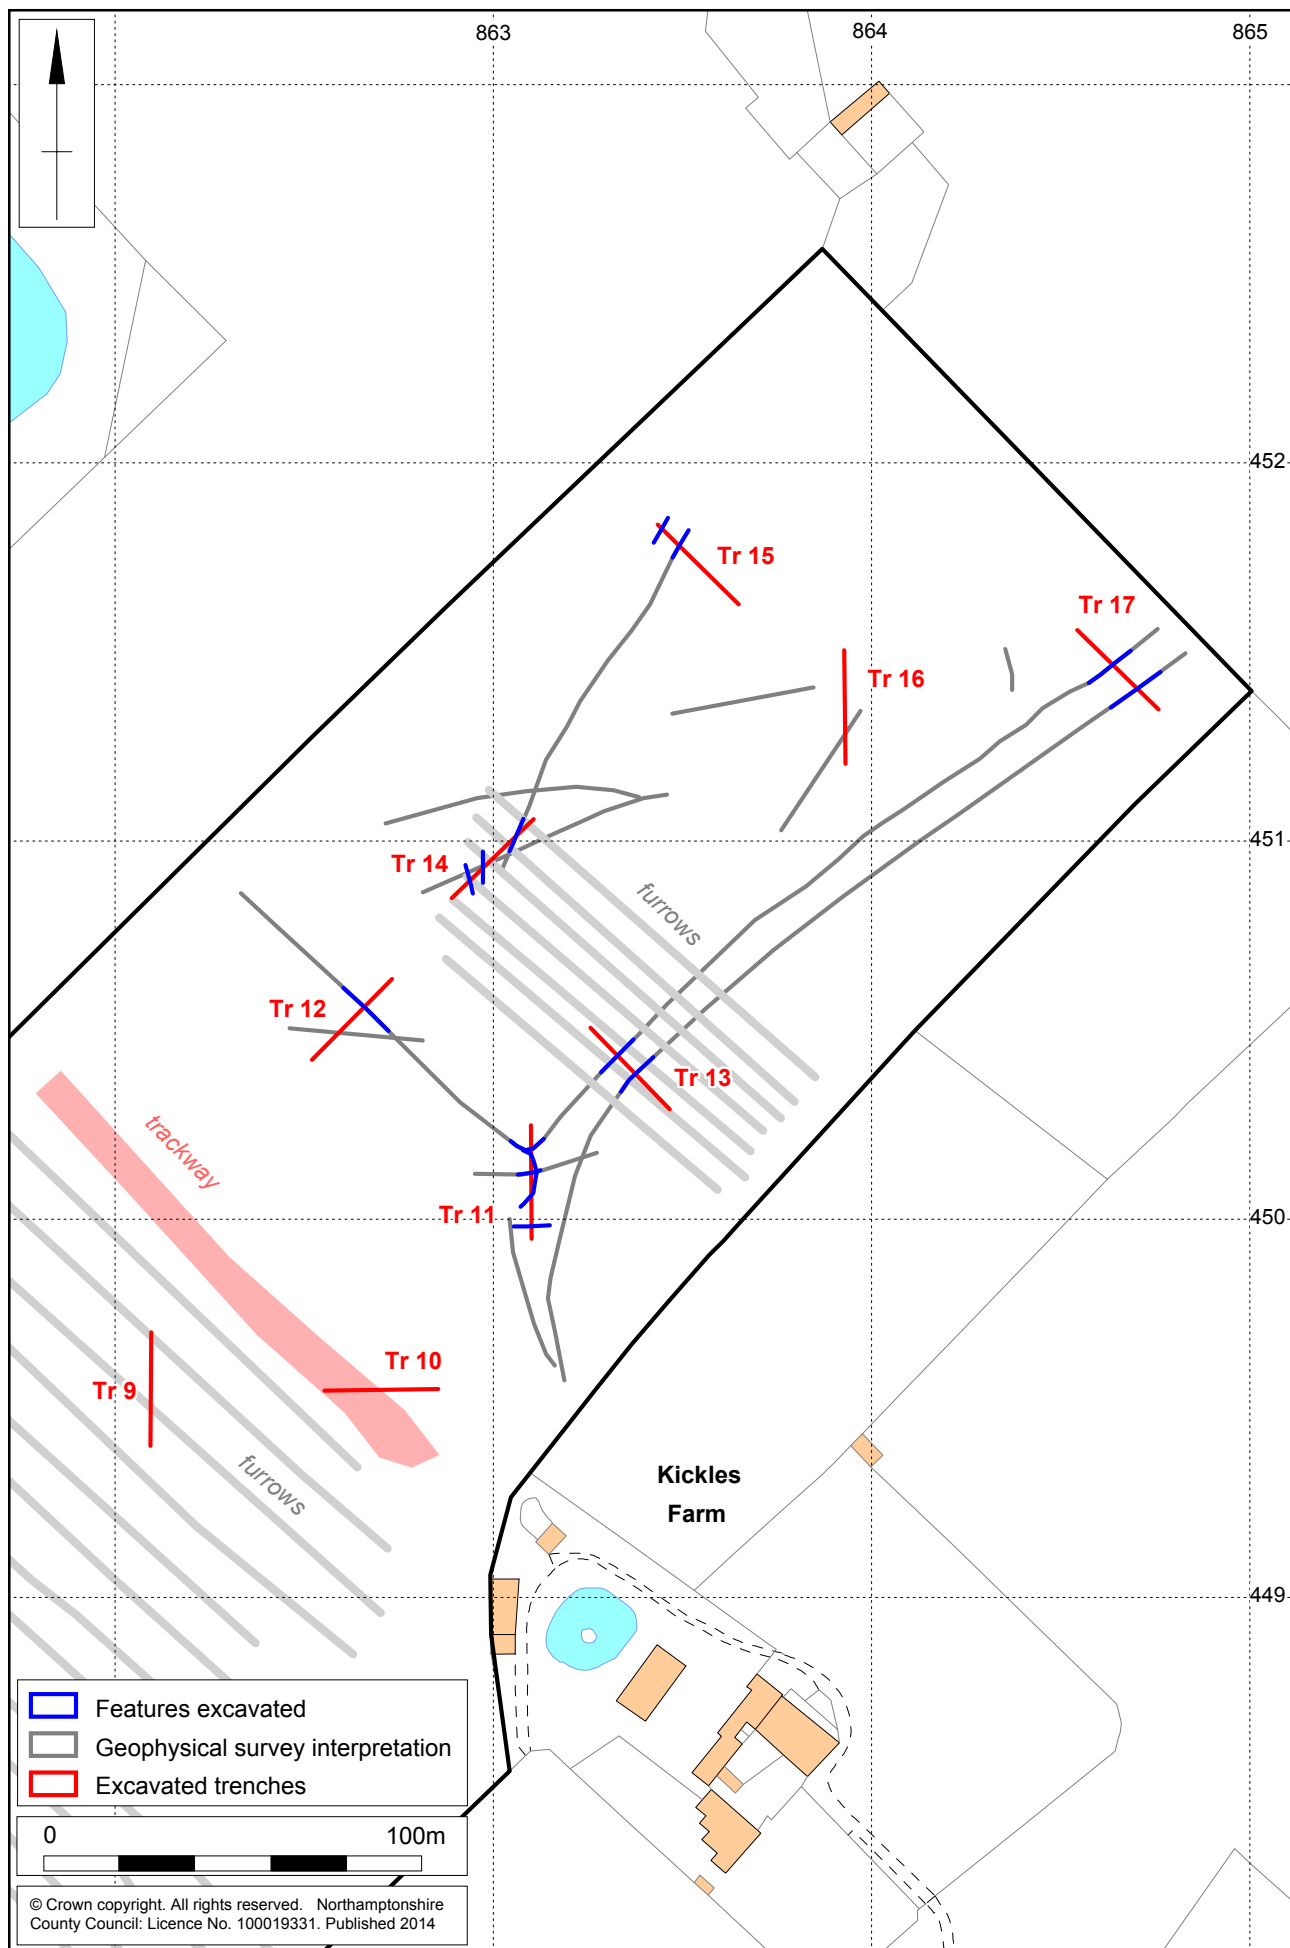 863
864
865
452
Tr 15
Tr 17
Tr 16
451
Tr 14
furrows
Tr 12
Tr 13
trackway
Tr 11
450
Tr 10
Tr 9
furrows
Kickles
Farm
449
Features excavated
Geophysical survey interpretation
Excavated trenches
0 100m
© Crown copyright. All rights reserved. Northamptonshire
County Council: Licence No. 100019331. Published 2014